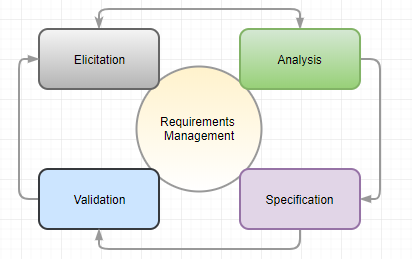 Elicitation
Analysis
Requirements
Management
Validation
Specification